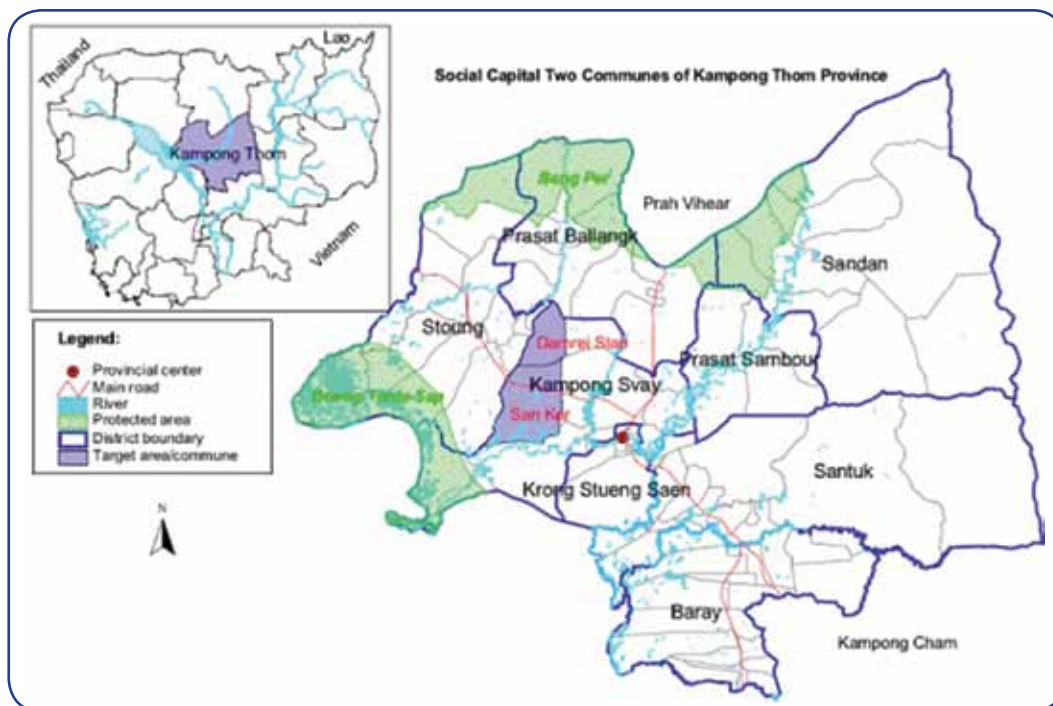 Thailand
Lao
Kampong Thom
Vietnam
Social Capital Two Communes of Kampong Thom Province
Beng Per
Prah Vihear
Prasat Ballangk
Sandan
Stoung
Damrei Slap
Prasat Sambour
Kampong Svay
San Kor
Santuk
Krong Stueng Saen
Baray
Kampong Cham
Legend:
Provincial center
Main road
River
Protected area
District boundary
Target area/commune
N